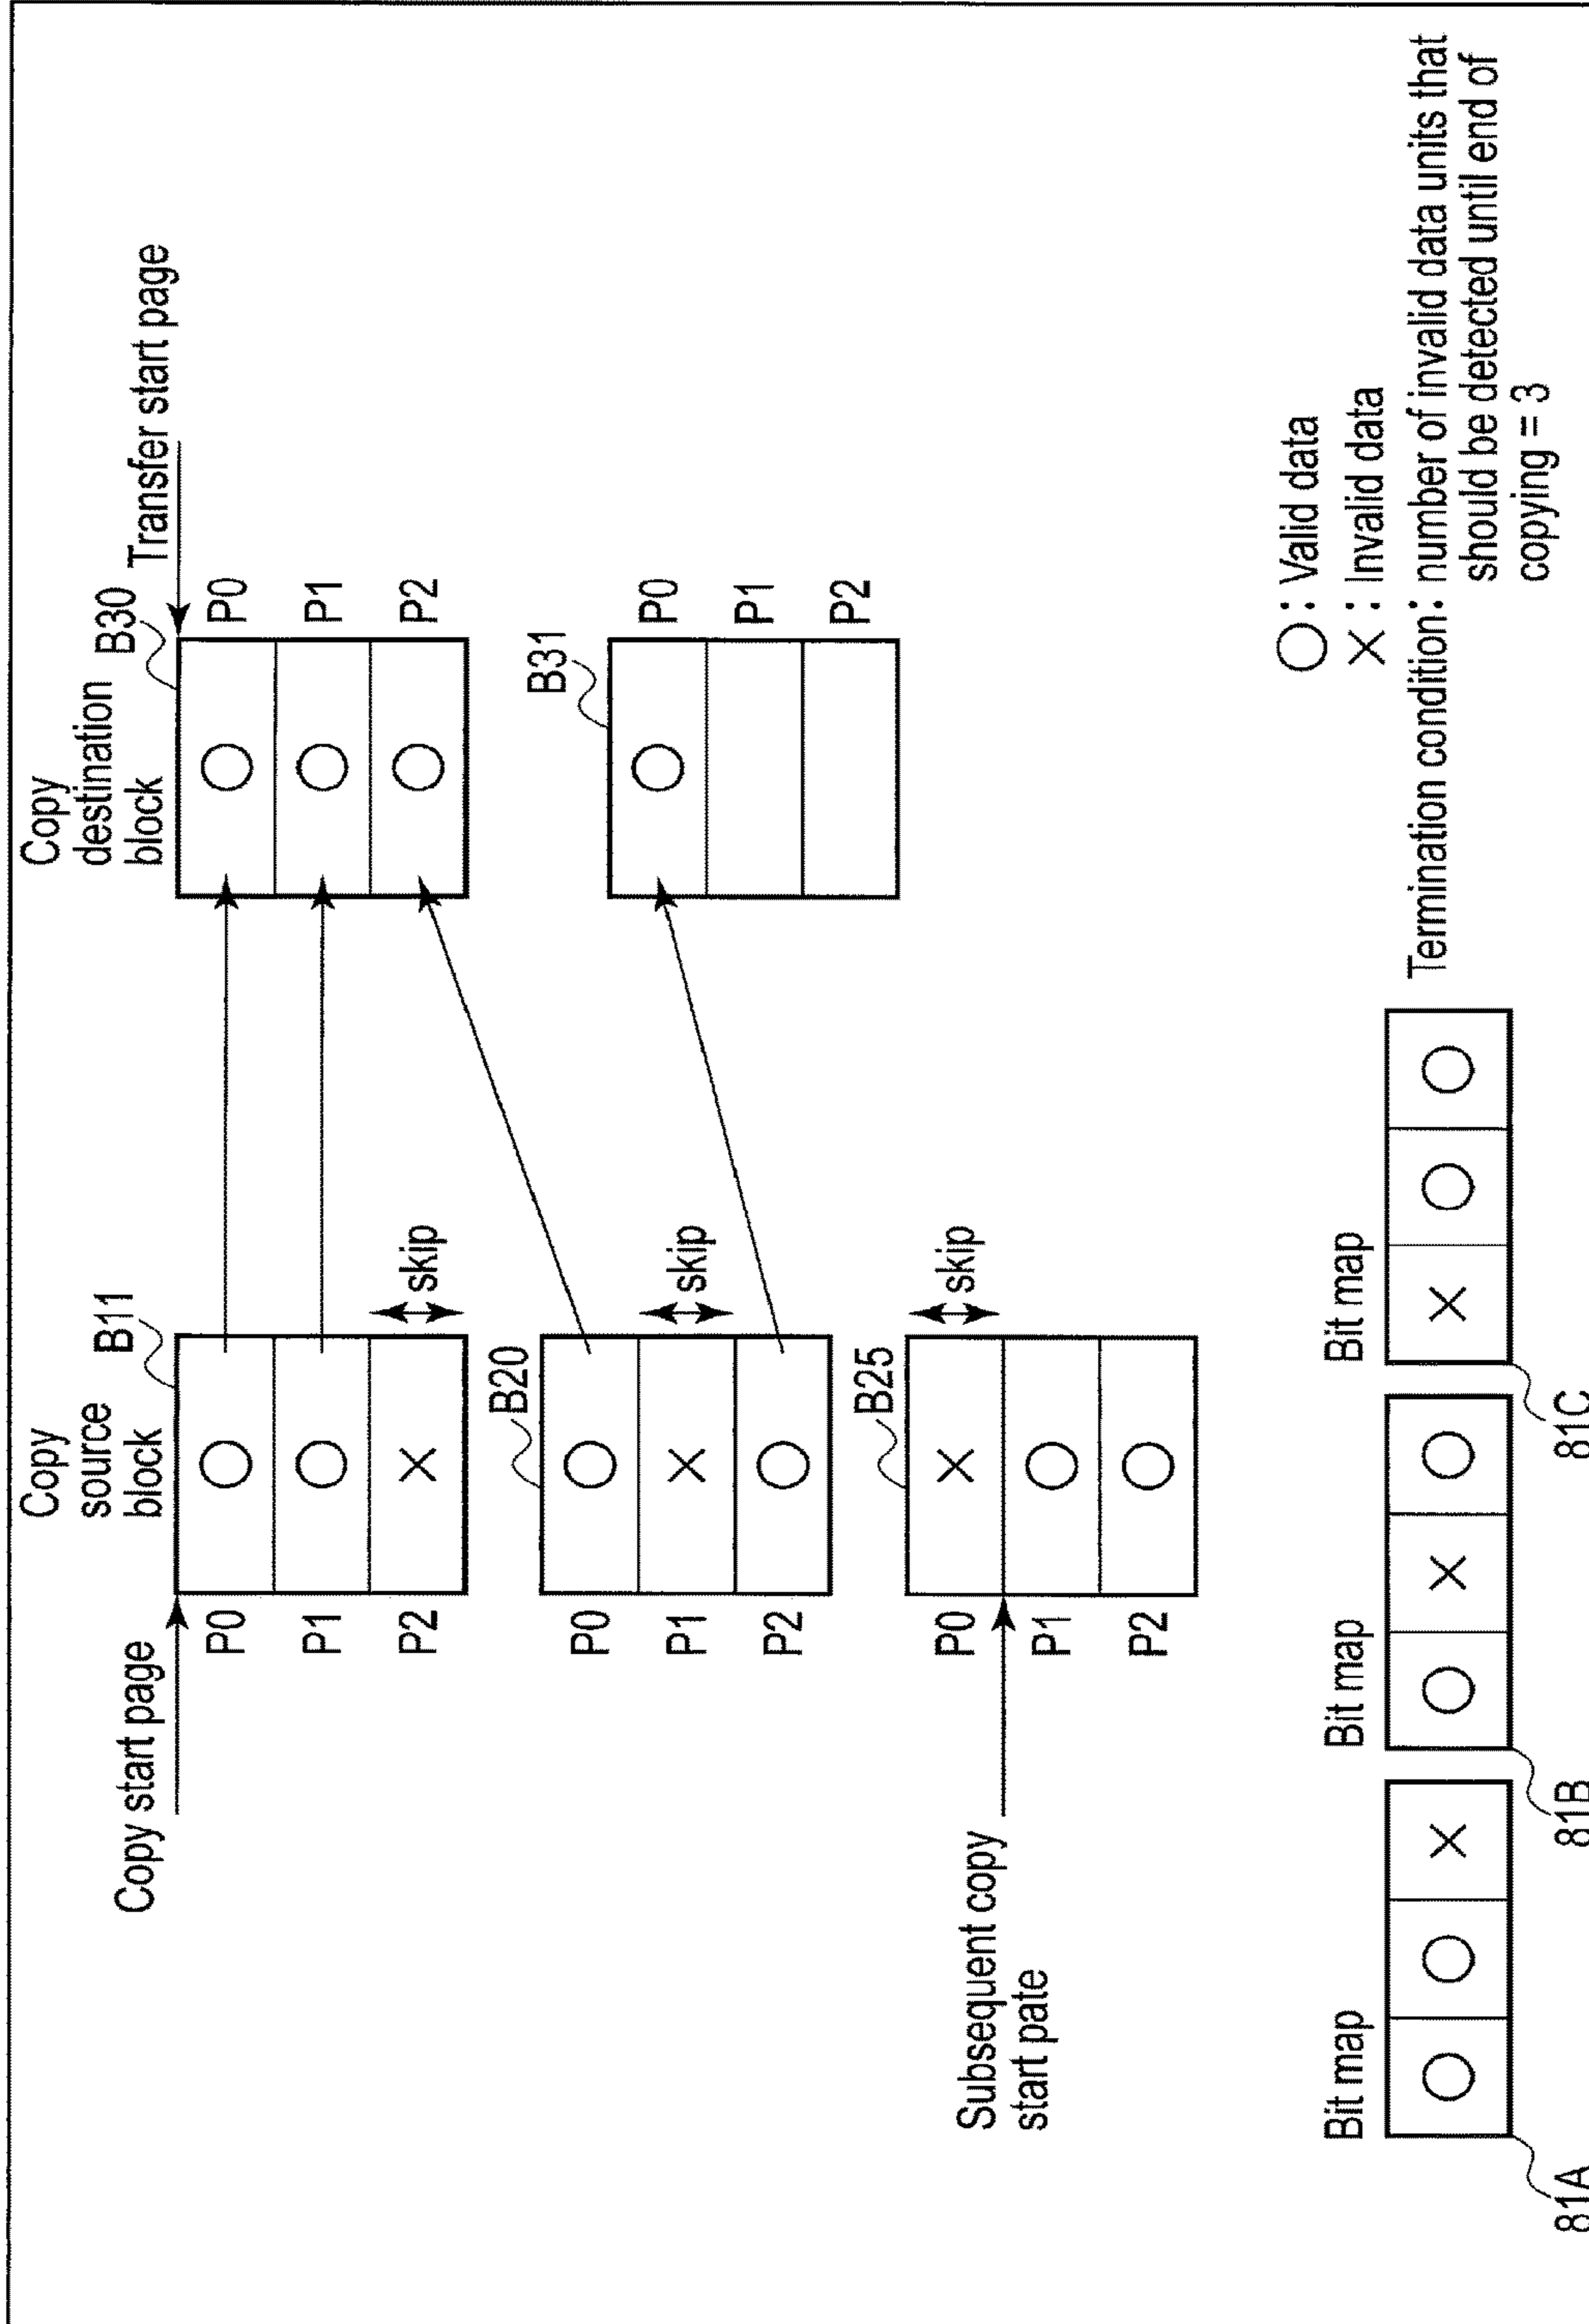 Copy
source
block
Copy
destination
block
B11
B30
Copy start page
Transfer start page
P0
P1
P2
skip
P0
P1
P2
B20
P0
P1
P2
skip
B31
P0
P1
P2
B25
P0
P1
P2
skip
Subsequent copy
start pate
Bit map
Bit map
Bit map
81A
81B
81C
○ : Valid data
× : Invalid data
Termination condition : number of invalid data units that
should be detected until end of
copying = 3